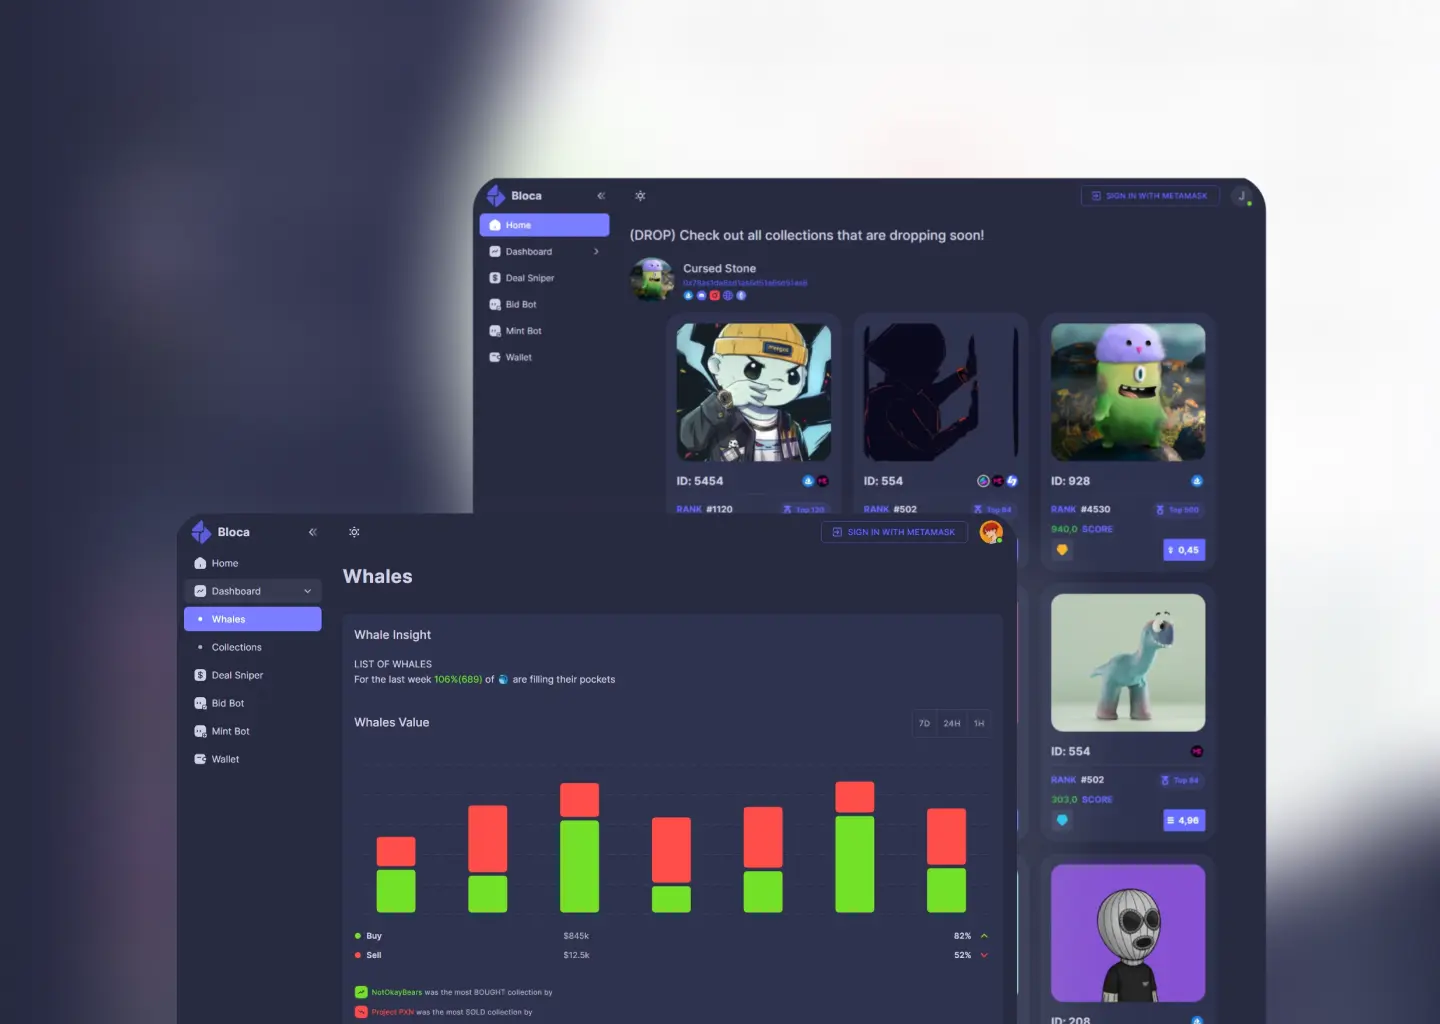 Bloca
SIGN IN WITH METAMASK
J
Home
Dashboard
Deal Sniper
Bid Bot
Mint Bot
Wallet
(DROP) Check out all collections that are dropping soon!
Cursed Stone
ID: 5454
RANK #1120
Top 120
ID: 554
RANK #502
Top 84
ID: 928
RANK #4530
Top 560
940,0 SCORE
0,45
ID: 554
RANK #502
Top 84
303,0 SCORE
4,96
ID: 208
Bloca
SIGN IN WITH METAMASK
Home
Dashboard
Whales
Collections
Deal Sniper
Bid Bot
Mint Bot
Wallet
Whales
Whale Insight
LIST OF WHALES
For the last week 106%(689) of are filling their pockets
Whales Value
7D 24H 1H
Buy $845k 82%
Sell $12.5k 52%
NotOkayBears was the most BOUGHT collection by
Project PXN was the most SOLD collection by